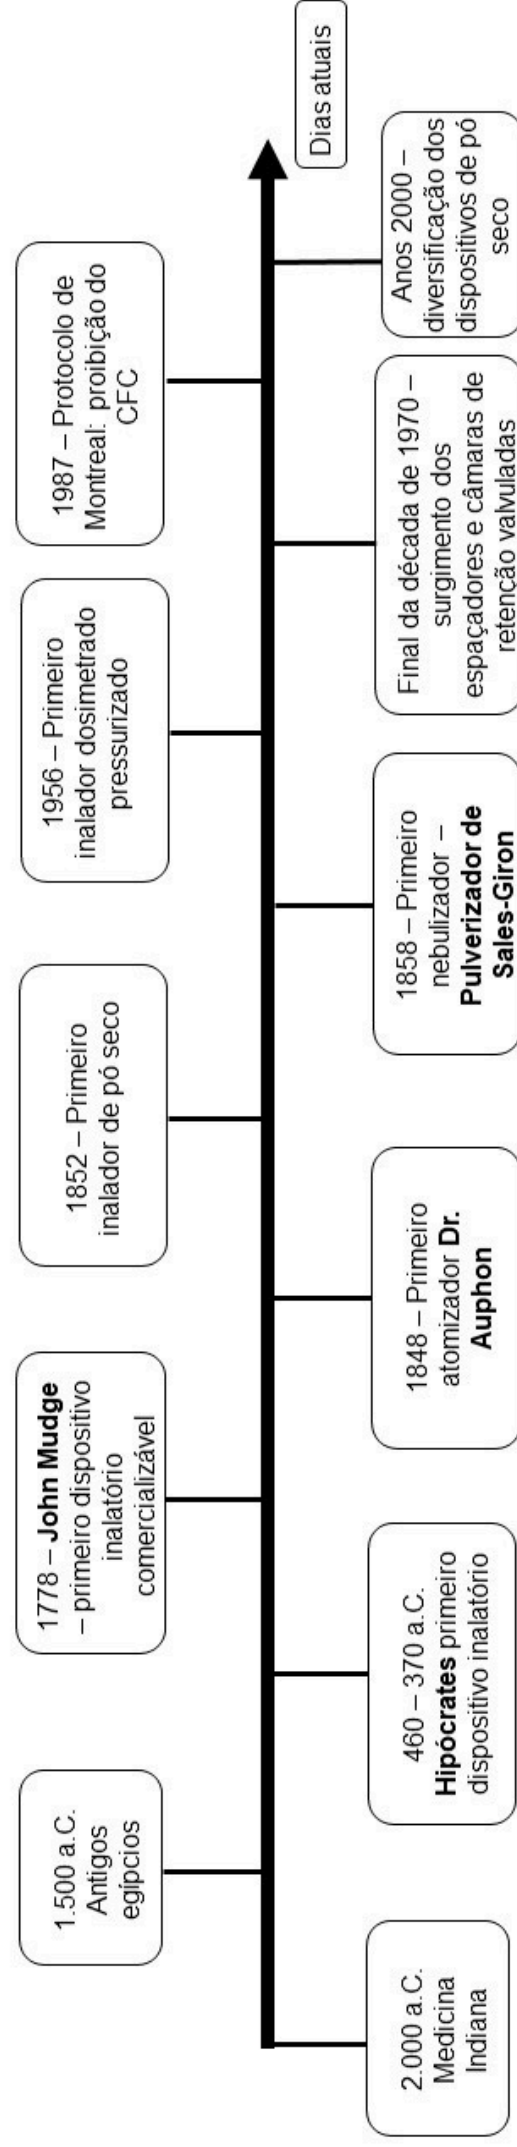 2.000 a.C.
Medicina
Indiana
1.500 a.C.
Antigos
egípcios
460 – 370 a.C.
Hipócrates primeiro
dispositivo inalatório
1778 – John Mudge
– primeiro dispositivo
inalatório
comercializável
1848 – Primeiro
atomizador Dr.
Auphon
1852 – Primeiro
inalador de pó seco
1858 – Primeiro
nebulizador –
Pulverizador de
Sales-Giron
1956 – Primeiro
inalador dosimetrado
pressurizado
Final da década de 1970 –
surgimento dos
espaçadores e câmaras de
retenção valvuladas
1987 – Protocolo de
Montreal: proibição do
CFC
Anos 2000 –
diversificação dos
dispositivos de pó
seco
Dias atuais